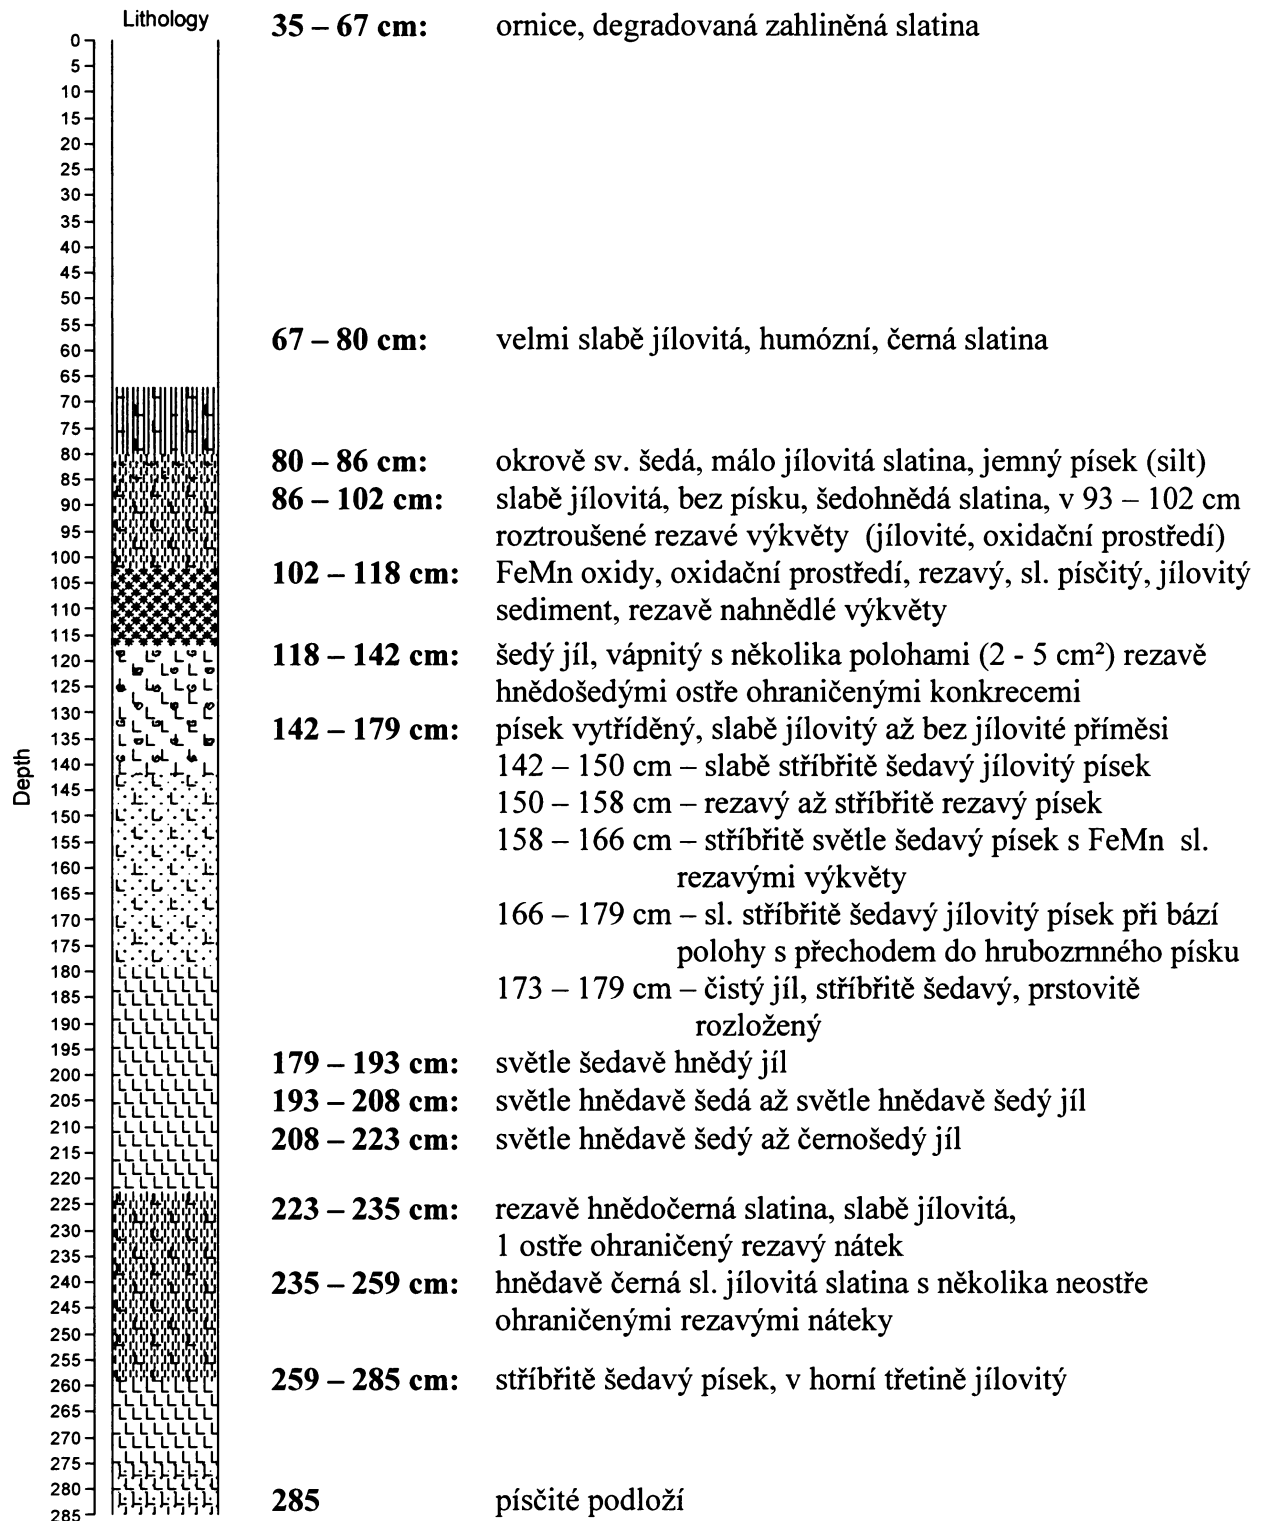 Lithology
35 – 67 cm: ornice, degradovaná zahliněná slatina
67 – 80 cm: velmi slabě jílovitá, humózní, černá slatina
80 – 86 cm: okrově sv. šedá, málo jílovitá slatina, jemný písek (silt)
86 – 102 cm: slabě jílovitá, bez písku, šedohnědá slatina, v 93 – 102 cm
roztroušené rezavé výkvěty (jílovité, oxidační prostředí)
102 – 118 cm: FeMn oxidy, oxidační prostředí, rezavý, sl. písčitý, jílovitý
sediment, rezavě nahnědlé výkvěty
118 – 142 cm: šedý jíl, vápnitý s několika polohami (2 - 5 cm²) rezavě
hnědošedými ostře ohraničenými konkrecemi
142 – 179 cm: písek vytříděný, slabě jílovitý až bez jílovité příměsi
142 – 150 cm – slabě stříbřitě šedavý jílovitý písek
150 – 158 cm – rezavý až stříbřitě rezavý písek
158 – 166 cm – stříbřitě světle šedavý písek s FeMn sl.
rezavými výkvěty
166 – 179 cm – sl. stříbřitě šedavý jílovitý písek při bází
polohy s přechodem do hrubozrnného písku
173 – 179 cm – čistý jíl, stříbřitě šedavý, prstovitě
rozložený
179 – 193 cm: světle šedavě hnědý jíl
193 – 208 cm: světle hnědavě šedá až světle hnědavě šedý jíl
208 – 223 cm: světle hnědavě šedý až černošedý jíl
223 – 235 cm: rezavě hnědočerná slatina, slabě jílovitá,
1 ostře ohraničený rezavý nátek
235 – 259 cm: hnědavě černá sl. jílovitá slatina s několika neostře
ohraničenými rezavými náteky
259 – 285 cm: stříbřitě šedavý písek, v horní třetině jílovitý
285 písčité podloží
Depth
0
5
10
15
20
25
30
35
40
45
50
55
60
65
70
75
80
85
90
95
100
105
110
115
120
125
130
135
140
145
150
155
160
165
170
175
180
185
190
195
200
205
210
215
220
225
230
235
240
245
250
255
260
265
270
275
280
285